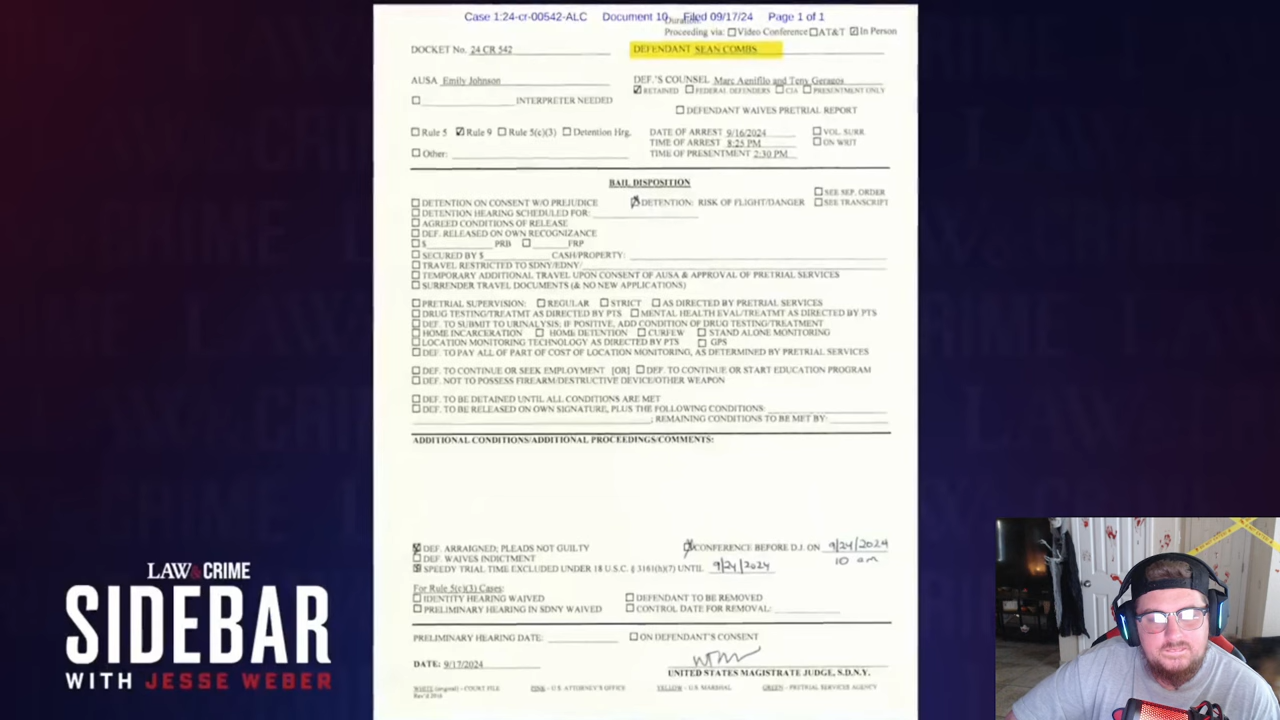 Case 1:24-cr-00542-ALC Document 10 Filed 09/17/24 Page 1 of 1
Proceeding via: ☐ Video Conference ☐ AT&T ☑ In Person
DOCKET No. 24 CR 542 DEFENDANT SEAN COMBS
AUSA Emily Johnson DEF.'S COUNSEL Marc Agnifilo and Teny Geragos
☑ RETAINED ☐ FEDERAL DEFENDERS ☐ CJA ☐ PRESENTMENT ONLY
☐ INTERPRETER NEEDED
☐ DEFENDANT WAIVES PRETRIAL REPORT
☐ Rule 5 ☑ Rule 9 ☐ Rule 5(c)(3) ☐ Detention Hrg. DATE OF ARREST 9/16/2024 ☐ VOL. SURR.
TIME OF ARREST 8:25 PM ☐ ON WRIT
☐ Other: TIME OF PRESENTMENT 2:30 PM
BAIL DISPOSITION
☐ SEE SEP. ORDER
☐ DETENTION ON CONSENT W/O PREJUDICE ☑ DETENTION: RISK OF FLIGHT/DANGER ☐ SEE TRANSCRIPT
☐ DETENTION HEARING SCHEDULED FOR:
☐ AGREED CONDITIONS OF RELEASE
☐ DEF. RELEASED ON OWN RECOGNIZANCE
☐ $ PRB ☐ FRP
☐ SECURED BY $ CASH/PROPERTY:
☐ TRAVEL RESTRICTED TO SDNY/EDNY/
☐ TEMPORARY ADDITIONAL TRAVEL UPON CONSENT OF AUSA & APPROVAL OF PRETRIAL SERVICES
☐ SURRENDER TRAVEL DOCUMENTS (& NO NEW APPLICATIONS)
☐ PRETRIAL SUPERVISION: ☐ REGULAR ☐ STRICT ☐ AS DIRECTED BY PRETRIAL SERVICES
☐ DRUG TESTING/TREATMT AS DIRECTED BY PTS ☐ MENTAL HEALTH EVAL/TREATMT AS DIRECTED BY PTS
☐ DEF. TO SUBMIT TO URINALYSIS; IF POSITIVE, ADD CONDITION OF DRUG TESTING/TREATMENT
☐ HOME INCARCERATION ☐ HOME DETENTION ☐ CURFEW ☐ STAND ALONE MONITORING
☐ LOCATION MONITORING TECHNOLOGY AS DIRECTED BY PTS ☐ GPS
☐ DEF. TO PAY ALL OF PART OF COST OF LOCATION MONITORING, AS DETERMINED BY PRETRIAL SERVICES
☐ DEF. TO CONTINUE OR SEEK EMPLOYMENT [OR] ☐ DEF. TO CONTINUE OR START EDUCATION PROGRAM
☐ DEF. NOT TO POSSESS FIREARM/DESTRUCTIVE DEVICE/OTHER WEAPON
☐ DEF. TO BE DETAINED UNTIL ALL CONDITIONS ARE MET
☐ DEF. TO BE RELEASED ON OWN SIGNATURE, PLUS THE FOLLOWING CONDITIONS:
; REMAINING CONDITIONS TO BE MET BY:
ADDITIONAL CONDITIONS/ADDITIONAL PROCEEDINGS/COMMENTS:
☑ DEF. ARRAIGNED; PLEADS NOT GUILTY ☑ CONFERENCE BEFORE D.J. ON 9/24/2024
☐ DEF. WAIVES INDICTMENT 10 am
☑ SPEEDY TRIAL TIME EXCLUDED UNDER 18 U.S.C. § 3161(h)(7) UNTIL 9/24/2024
For Rule 5(c)(3) Cases:
☐ IDENTITY HEARING WAIVED ☐ DEFENDANT TO BE REMOVED
☐ PRELIMINARY HEARING IN SDNY WAIVED ☐ CONTROL DATE FOR REMOVAL:
PRELIMINARY HEARING DATE: ☐ ON DEFENDANT'S CONSENT
DATE: 9/17/2024
UNITED STATES MAGISTRATE JUDGE, S.D.N.Y.
WHITE (original) - COURT FILE PINK - U.S. ATTORNEY'S OFFICE YELLOW - U.S. MARSHAL GREEN - PRETRIAL SERVICES AGENCY
Rev'd 2016
LAW&CRIME
SIDEBAR
WITH JESSE WEBER